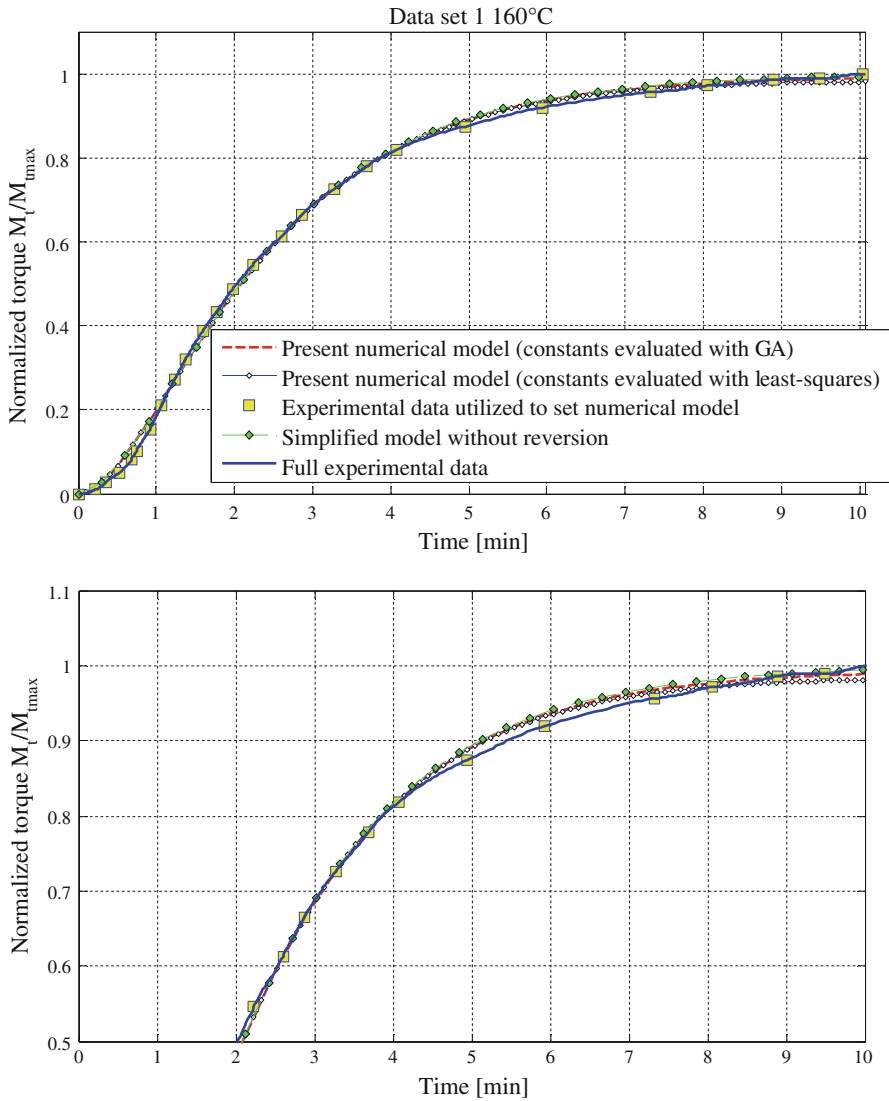 Data set 1 160°C
1
0.8
0.6
0.4
0.2
0
Normalized torque Mt/Mtmax
Present numerical model (constants evaluated with GA)
Present numerical model (constants evaluated with least-squares)
Experimental data utilized to set numerical model
Simplified model without reversion
Full experimental data
0 1 2 3 4 5 6 7 8 9 10
Time [min]
1.1
1
0.9
0.8
0.7
0.6
0.5
Normalized torque Mt/Mtmax
0 1 2 3 4 5 6 7 8 9 10
Time [min]